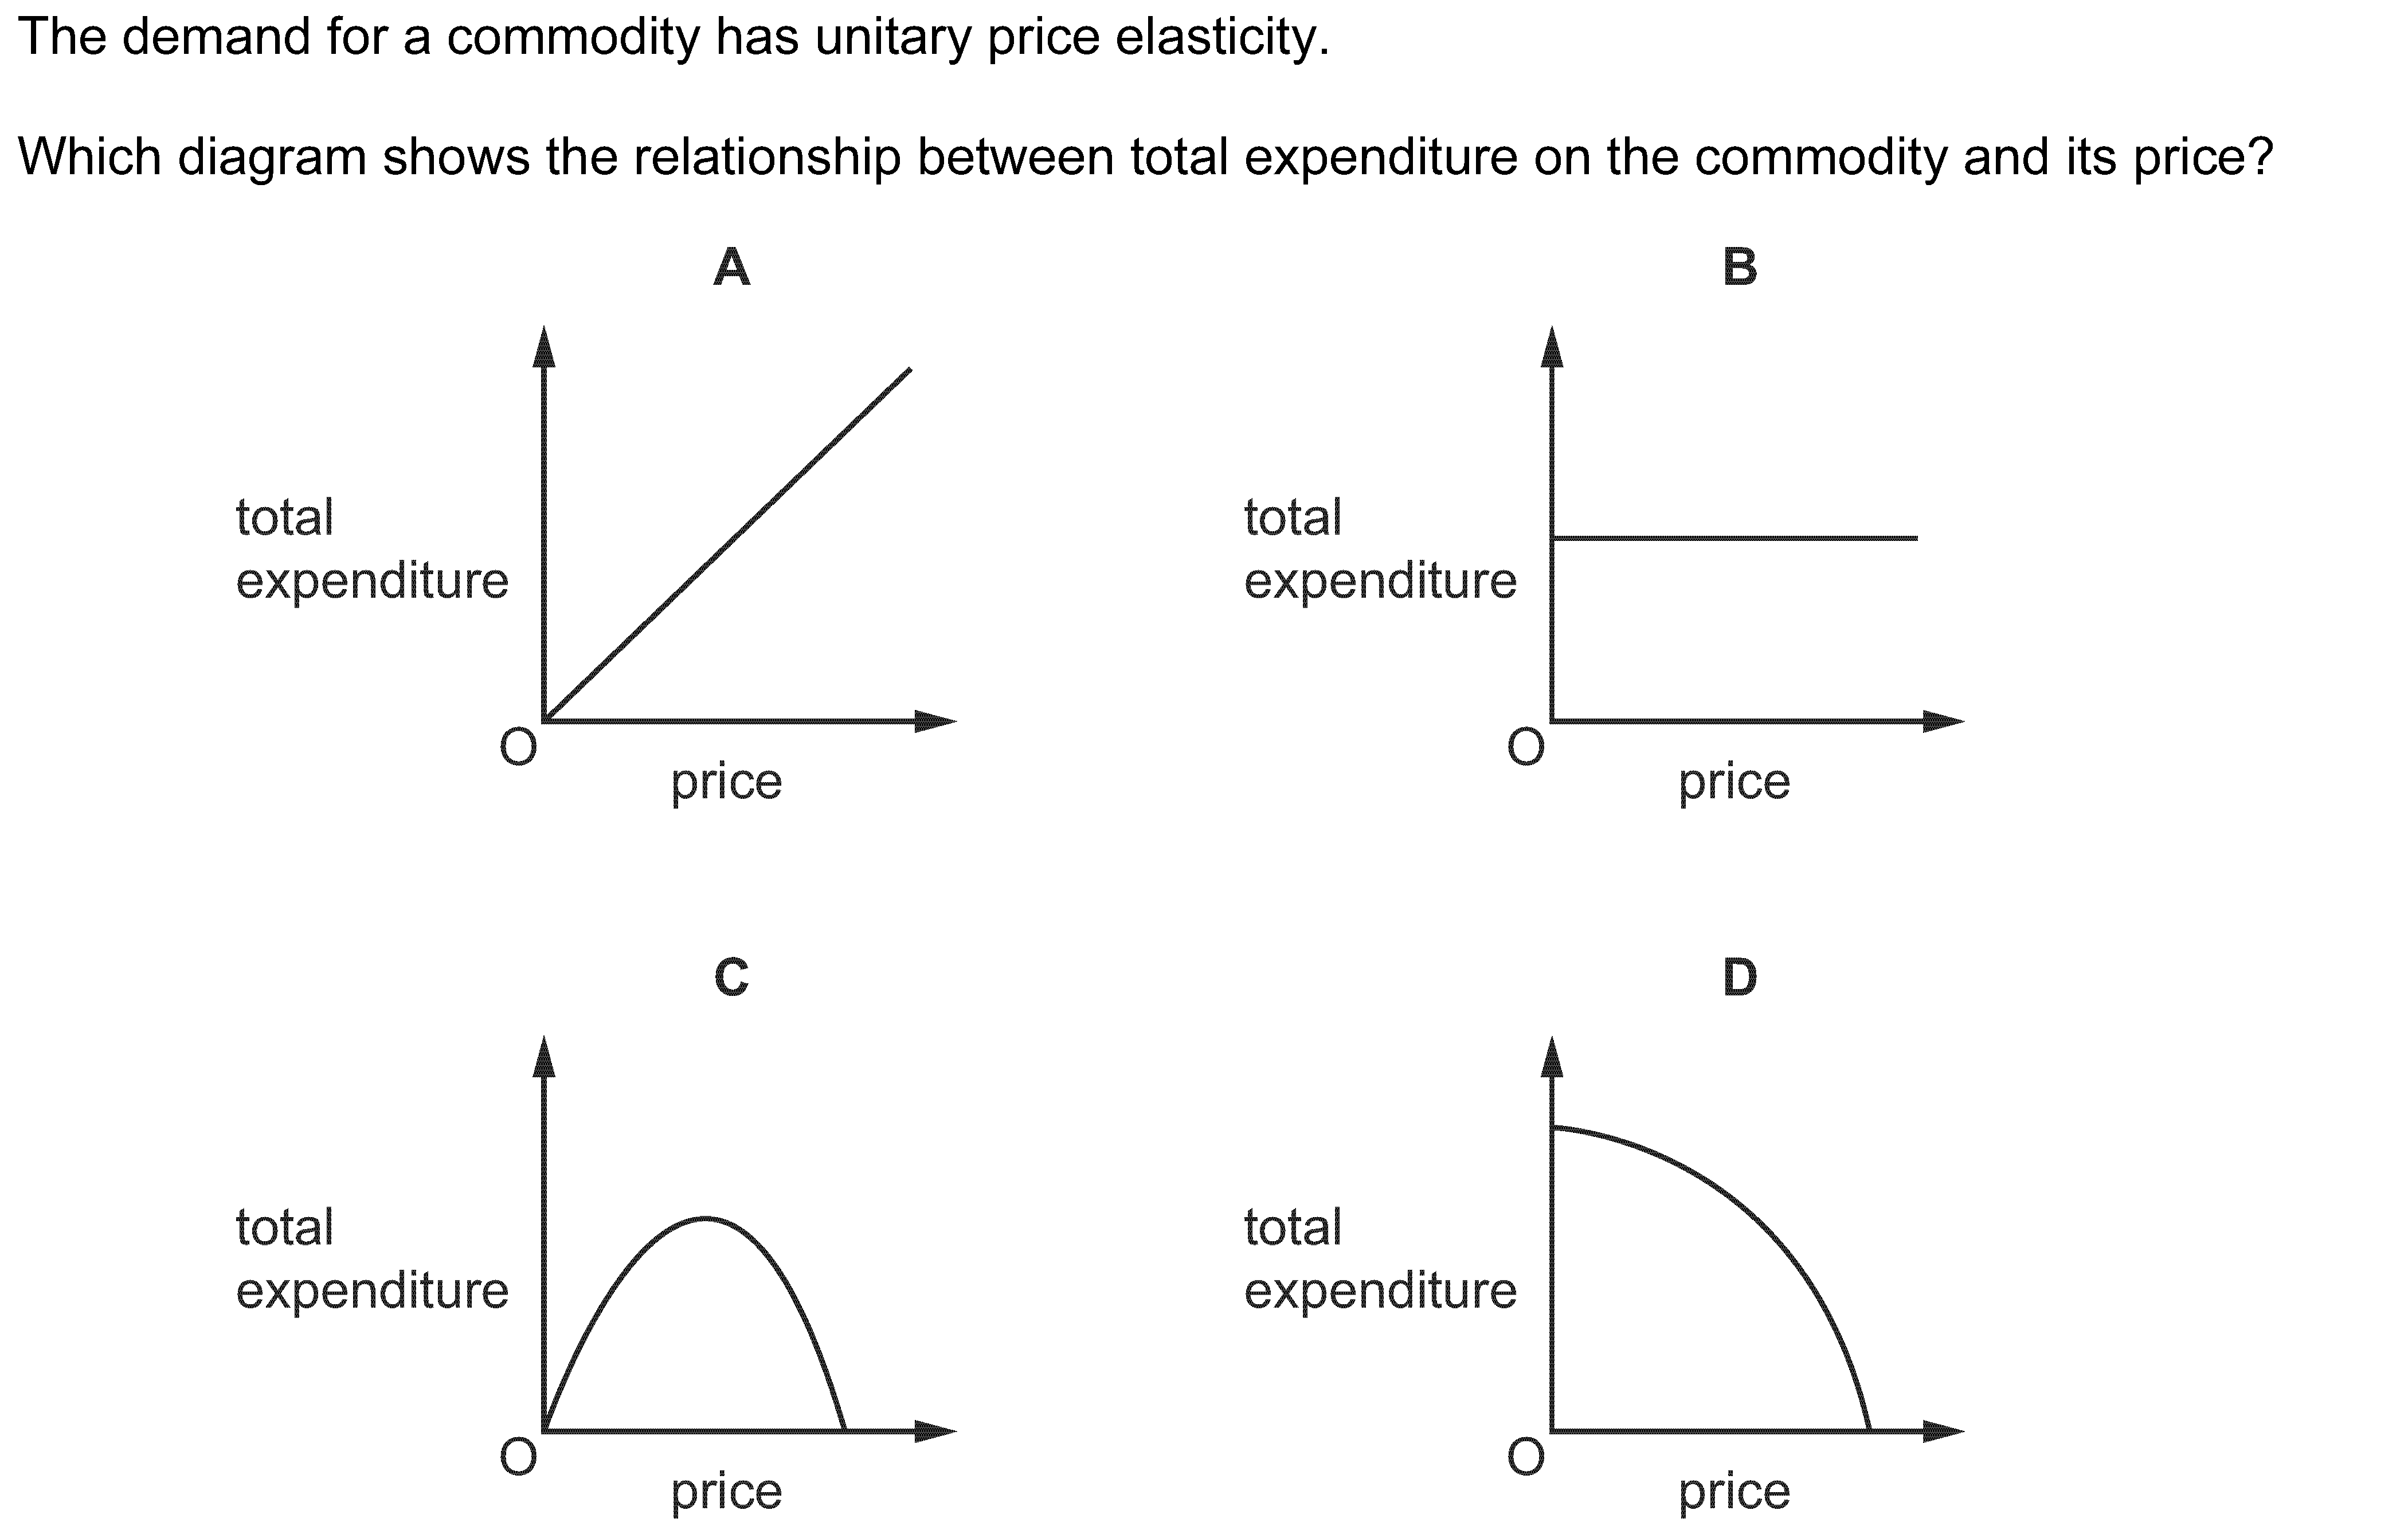 The demand for a commodity has unitary price elasticity.
Which diagram shows the relationship between total expenditure on the commodity and its price?
A
total
expenditure
O
price
B
total
expenditure
O
price
C
total
expenditure
O
price
D
total
expenditure
O
price